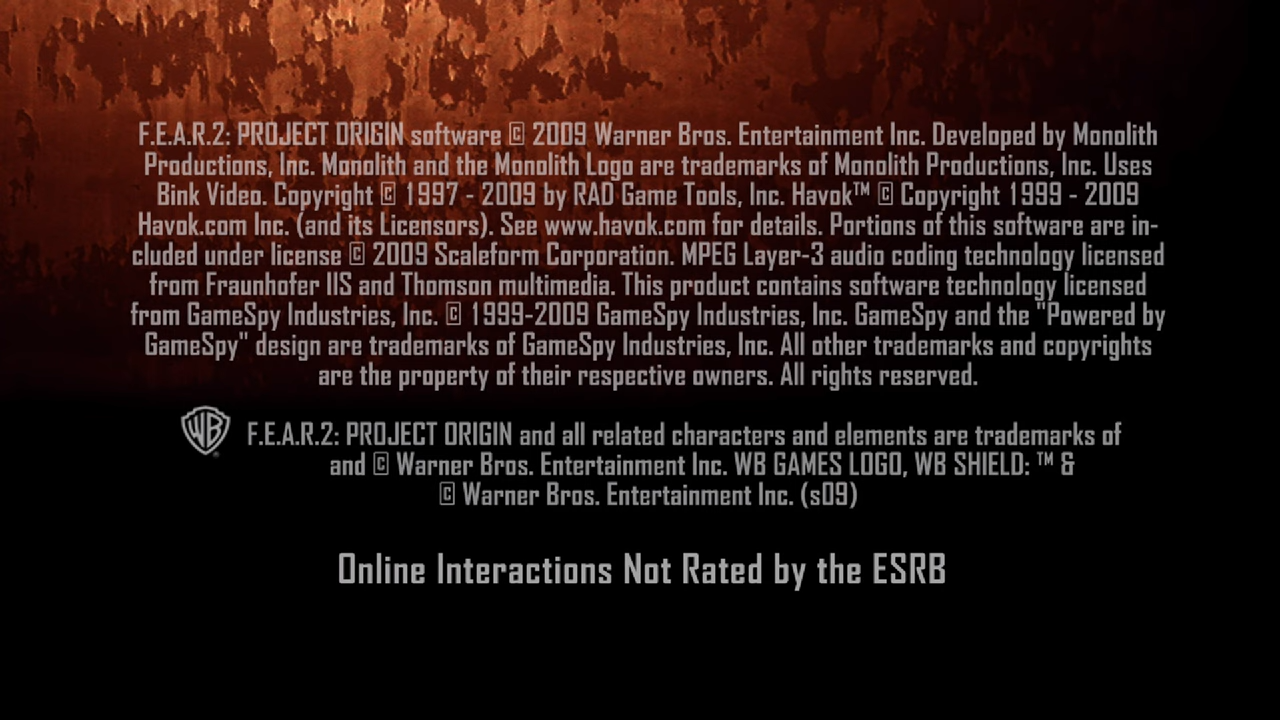 F.E.A.R.2: PROJECT ORIGIN software © 2009 Warner Bros. Entertainment Inc. Developed by Monolith
Productions, Inc. Monolith and the Monolith Logo are trademarks of Monolith Productions, Inc. Uses
Bink Video. Copyright © 1997 - 2009 by RAD Game Tools, Inc. Havok™ © Copyright 1999 - 2009
Havok.com Inc. (and its Licensors). See www.havok.com for details. Portions of this software are in-
cluded under license © 2009 Scaleform Corporation. MPEG Layer-3 audio coding technology licensed
from Fraunhofer IIS and Thomson multimedia. This product contains software technology licensed
from GameSpy Industries, Inc. © 1999-2009 GameSpy Industries, Inc. GameSpy and the "Powered by
GameSpy" design are trademarks of GameSpy Industries, Inc. All other trademarks and copyrights
are the property of their respective owners. All rights reserved.
WB F.E.A.R.2: PROJECT ORIGIN and all related characters and elements are trademarks of
and © Warner Bros. Entertainment Inc. WB GAMES LOGO, WB SHIELD: ™ &
© Warner Bros. Entertainment Inc. (s09)
Online Interactions Not Rated by the ESRB